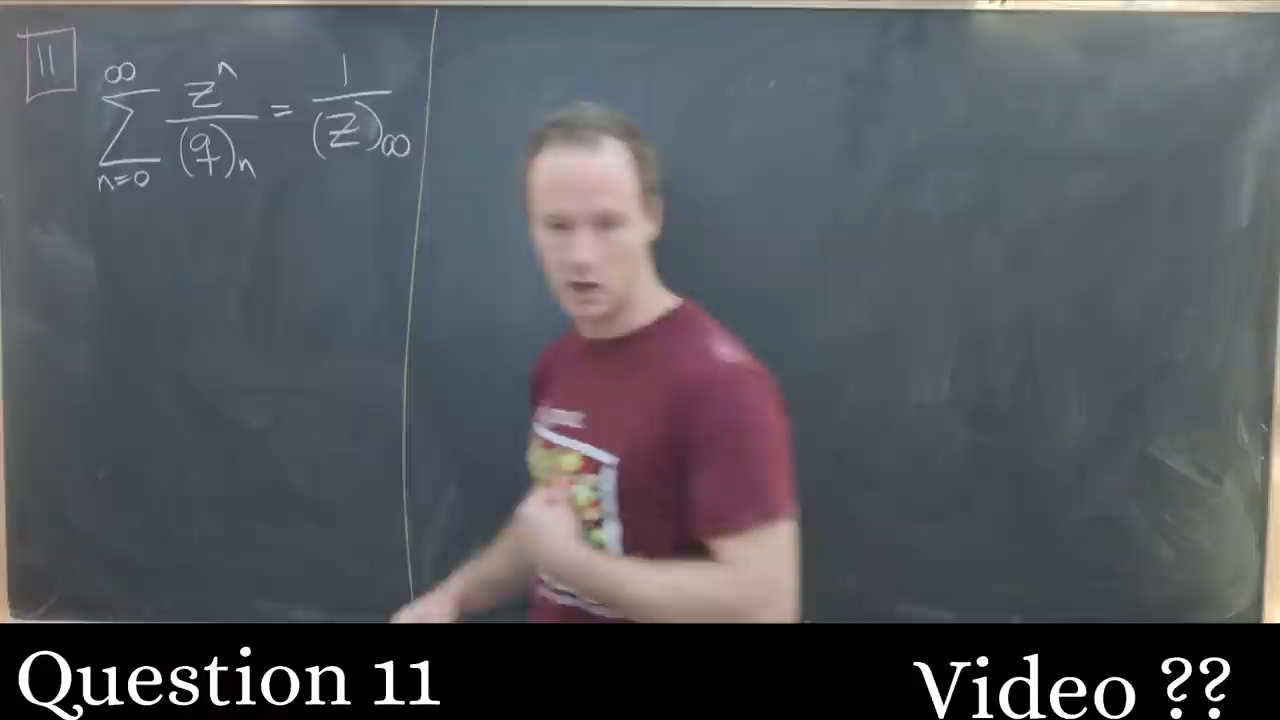 11
∞ zⁿ 1
∑ ──── = ────
n=0 (q)ₙ (z)∞
Question 11
Video ??